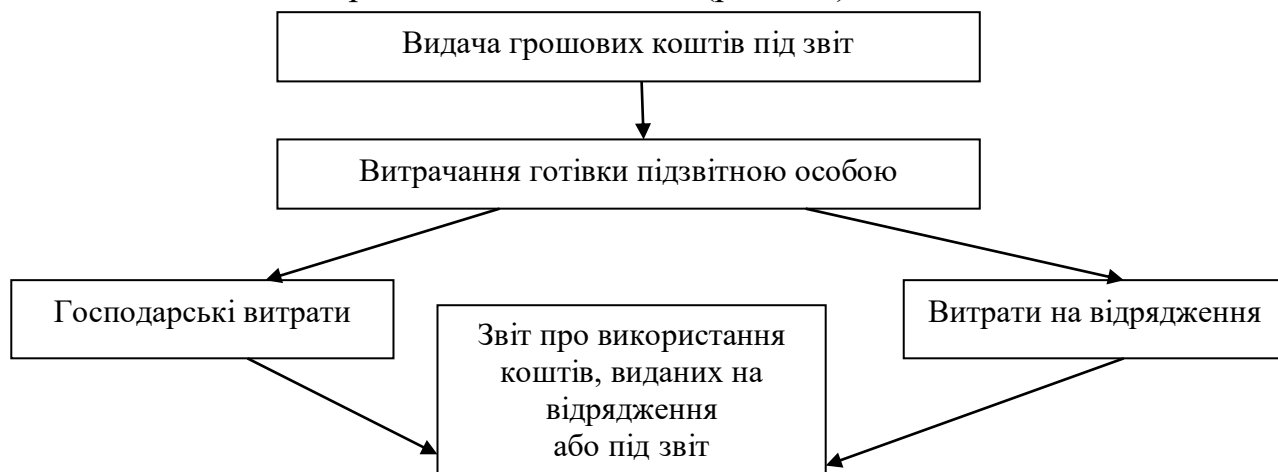 Видача грошових коштів під звіт
Витрачання готівки підзвітною особою
Господарські витрати
Витрати на відрядження
Звіт про використання
коштів, виданих на
відрядження
або під звіт